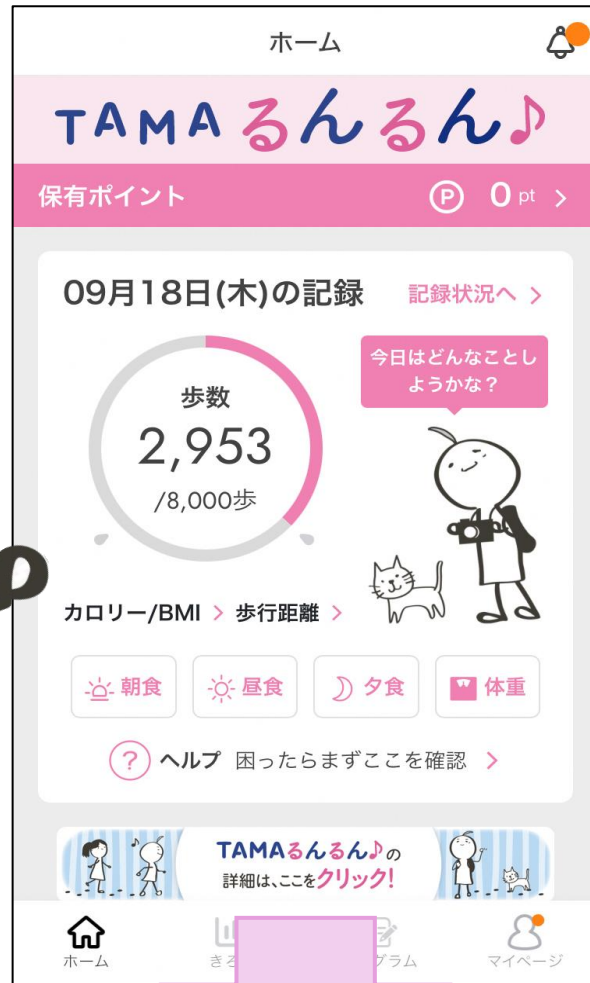 ホーム
TAMAるんるん♪
保有ポイント P 0 pt >
09月18日(木)の記録 記録状況へ >
今日はどんなことし
ようかな？
歩数
2,953
/8,000歩
カロリー/BMI > 歩行距離 >
朝食 昼食 夕食 体重
? ヘルプ 困ったらまずここを確認 >
TAMAるんるん♪の
詳細は、ここをクリック!
ホーム マイページ